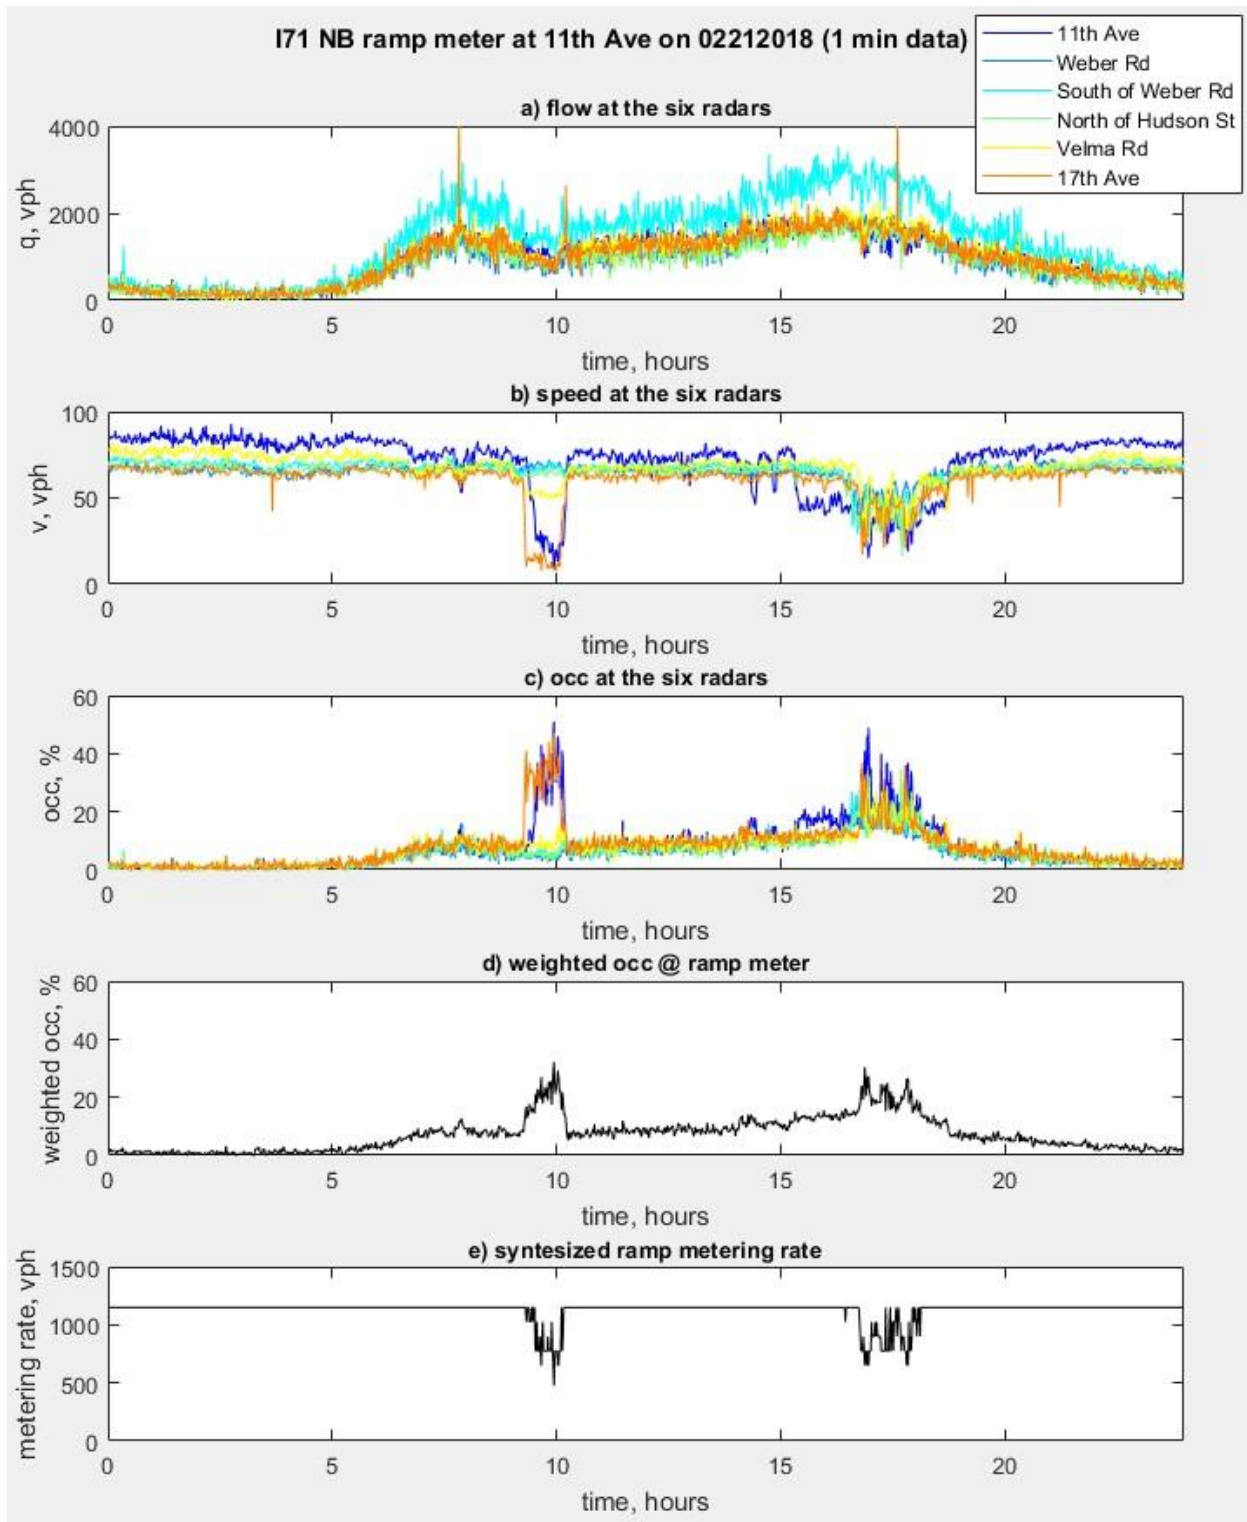 I71 NB ramp meter at 11th Ave on 02212018 (1 min data)
11th Ave
Weber Rd
South of Weber Rd
North of Hudson St
Velma Rd
17th Ave
a) flow at the six radars
q, vph
4000
2000
0
0 5 10 15 20
time, hours
b) speed at the six radars
v, vph
100
50
0
0 5 10 15 20
time, hours
c) occ at the six radars
occ, %
60
40
20
0
0 5 10 15 20
time, hours
d) weighted occ @ ramp meter
weighted occ, %
60
40
20
0
0 5 10 15 20
time, hours
e) syntesized ramp metering rate
metering rate, vph
1500
1000
500
0
0 5 10 15 20
time, hours